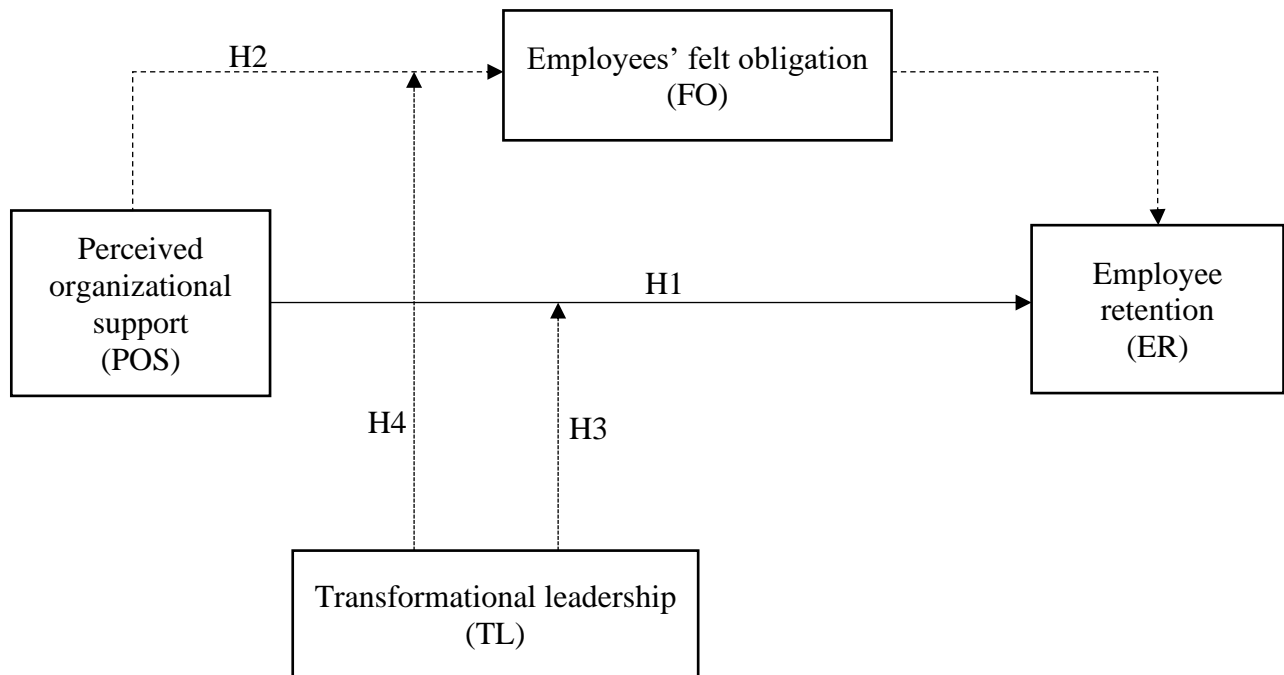 H2
Employees’ felt obligation
(FO)
Perceived
organizational
support
(POS)
H1
Employee
retention
(ER)
H4
H3
Transformational leadership
(TL)